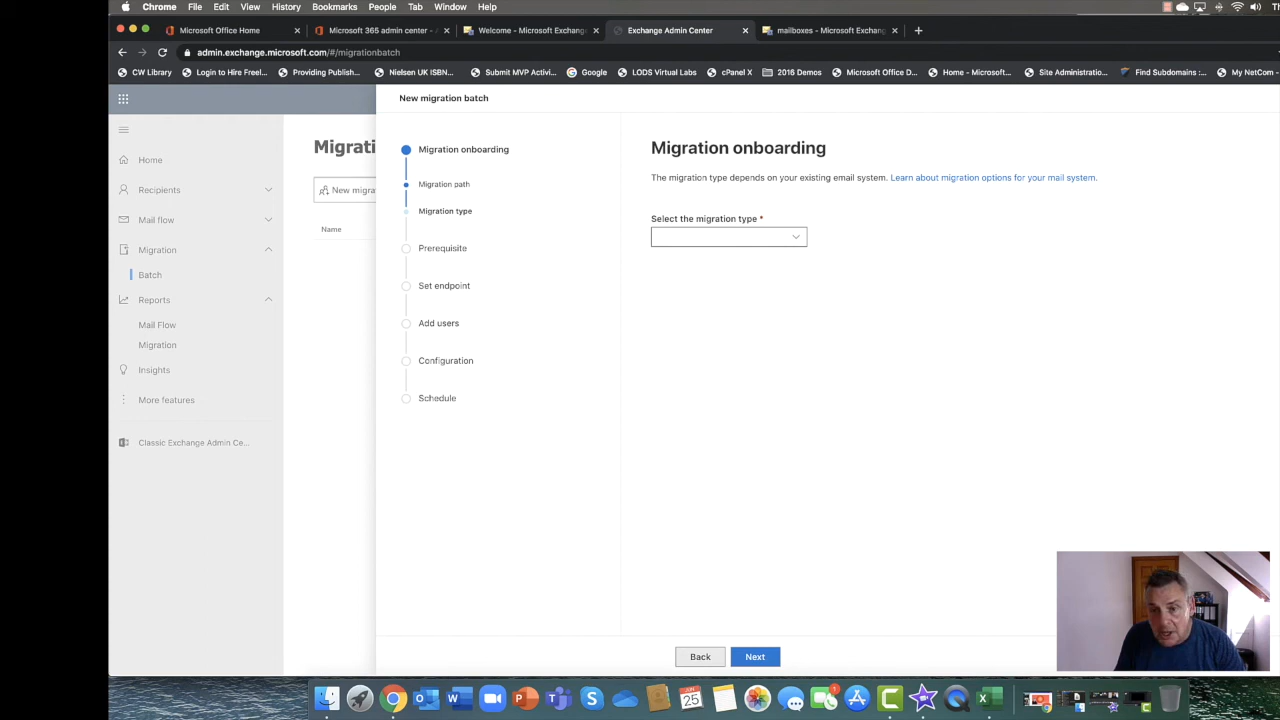 Chrome File Edit View History Bookmarks People Tab Window Help
Microsoft Office Home
Microsoft 365 admin center -
Welcome - Microsoft Exchang
Exchange Admin Center
mailboxes - Microsoft Exchang
admin.exchange.microsoft.com/#/migrationbatch
CW Library Login to Hire Freel... Providing Publish... Nielsen UK ISBN... Submit MVP Activi... Google LODS Virtual Labs cPanel X 2016 Demos Microsoft Office D... Home - Microsoft... Site Administratio... Find Subdomains :... My NetCom -
New migration batch
Home
Recipients
Mail flow
Migration
Batch
Reports
Mail Flow
Migration
Insights
More features
Classic Exchange Admin Ce...
Migrati
New migra
Name
Migration onboarding
Migration path
Migration type
Prerequisite
Set endpoint
Add users
Configuration
Schedule
Migration onboarding
The migration type depends on your existing email system. Learn about migration options for your mail system.
Select the migration type *
Back Next
25